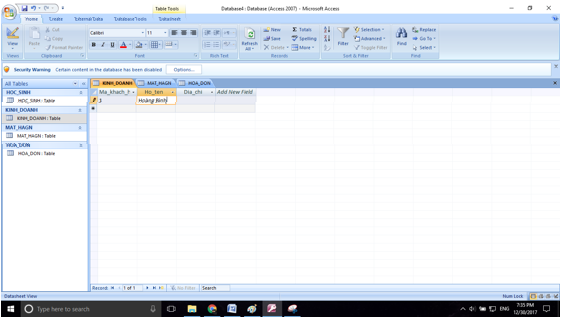 Table Tools
Database4 : Database (Access 2007) - Microsoft Access
Home Create External Data Database Tools Datasheet
View
Views
Paste
Cut
Copy
Format Painter
Clipboard
Calibri 11
B I U A
Font
Rich Text
Refresh All
New
Save
Delete
Totals
Spelling
More
Records
Filter
Selection
Advanced
Toggle Filter
Sort & Filter
Find
Replace
Go To
Select
Find
Security Warning Certain content in the database has been disabled Options...
All Tables
HOC_SINH
HOC_SINH : Table
KINH_DOANH
KINH_DOANH : Table
MAT_HAGN
MAT_HAGN : Table
HOA_DON
HOA_DON : Table
KINH_DOANH MAT_HAGN HOA_DON
Ma_khach_h Ho_ten Dia_chi Add New Field
Hoàng Bình
Record: 1 of 1 No Filter Search
Datasheet View Num Lock
Type here to search
ENG
7:35 PM
12/30/2017